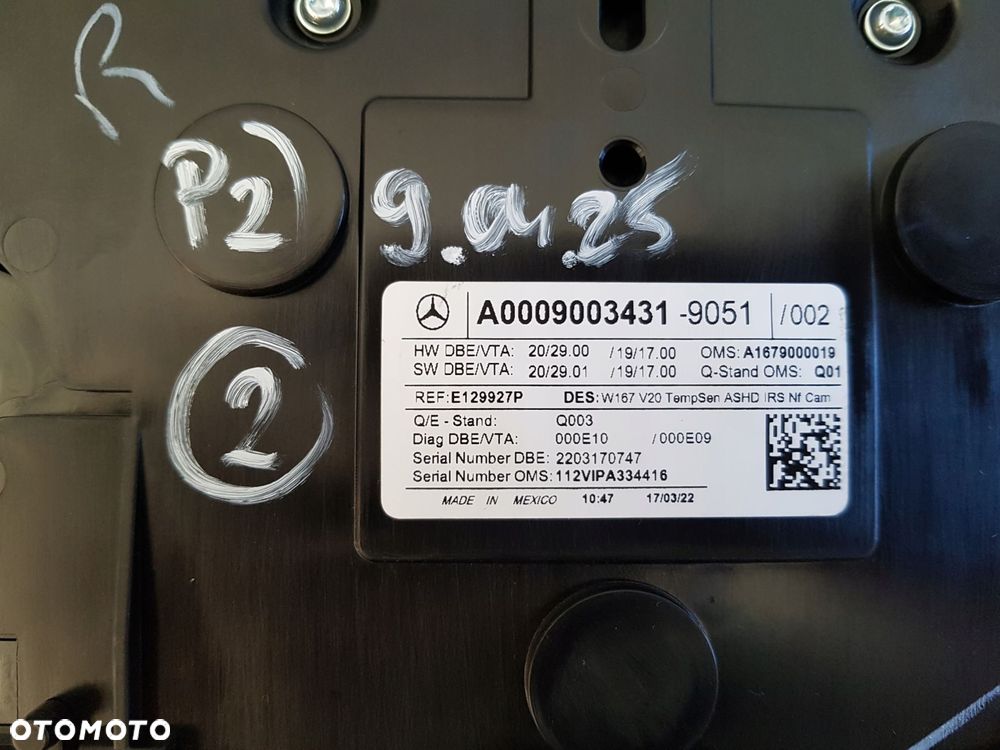 R
P2)
9.04.25
A0009003431 -9051 /002
HW DBE/VTA: 20/29.00 /19/17.00 OMS: A1679000019
SW DBE/VTA: 20/29.01 /19/17.00 Q-Stand OMS: Q01
REF: E129927P DES: W167 V20 TempSen ASHD IRS Nf Cam
Q/E - Stand: Q003
Diag DBE/VTA: 000E10 /000E09
Serial Number DBE: 2203170747
Serial Number OMS: 112VIPA334416
MADE IN MEXICO 10:47 17/03/22
2
OTOMOTO